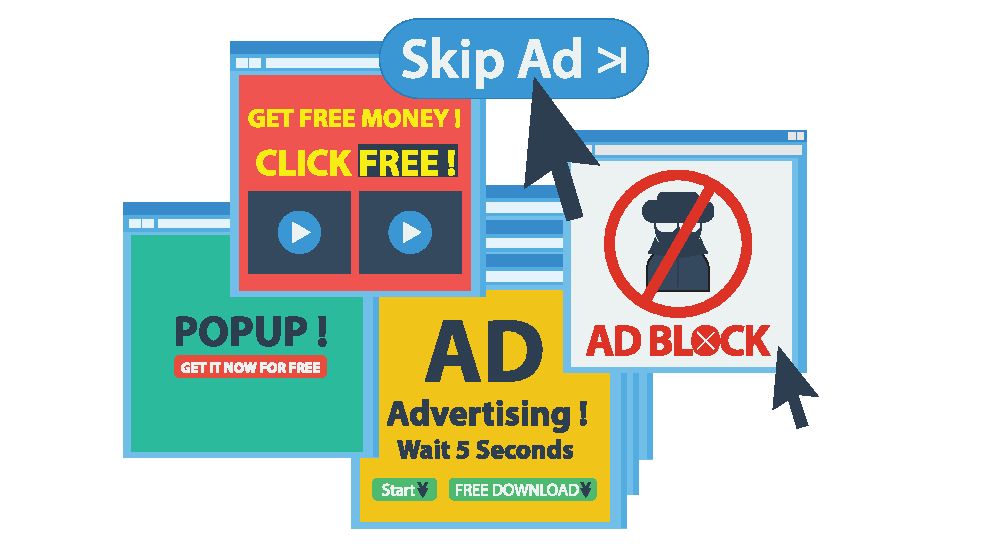 Skip Ad >|
GET FREE MONEY !
CLICK FREE !
POPUP !
GET IT NOW FOR FREE
AD
Advertising !
Wait 5 Seconds
Start
FREE DOWNLOAD
AD BLOCK